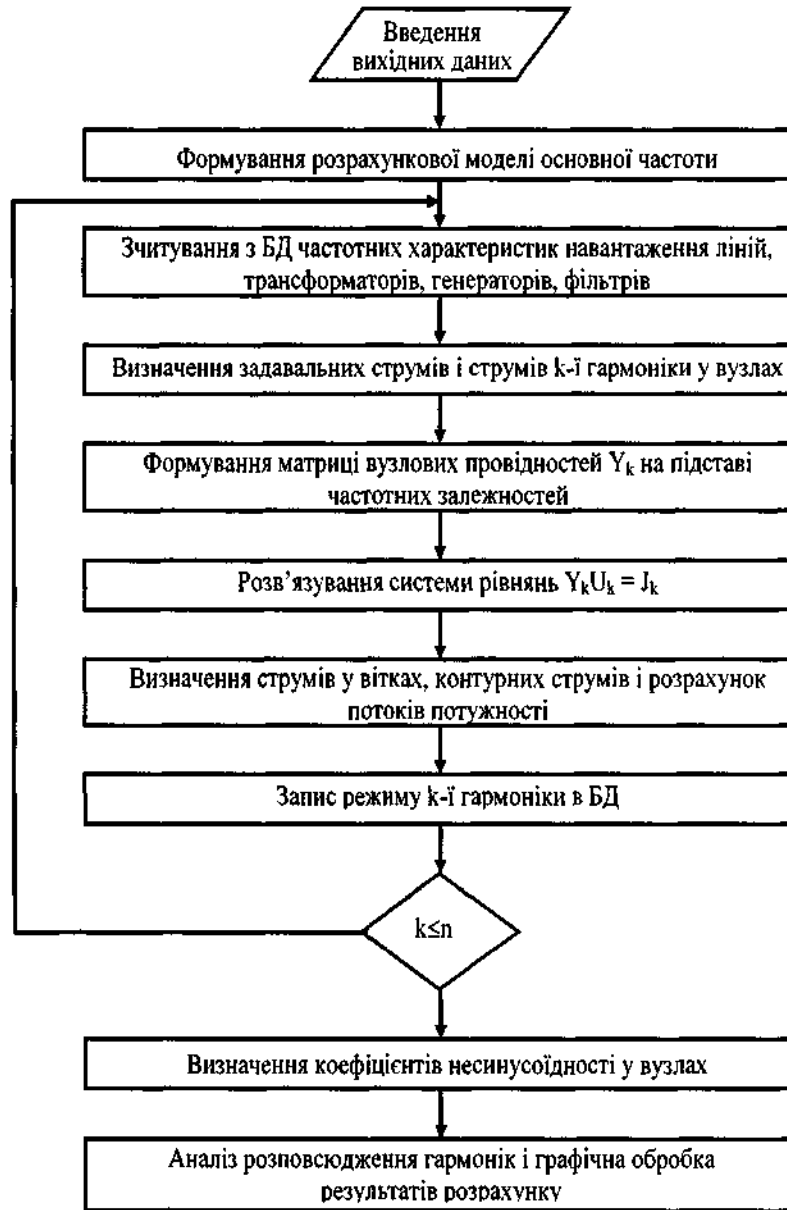 Введення
вихідних даних
Формування розрахункової моделі основної частоти
Зчитування з БД частотних характеристик навантаження ліній,
трансформаторів, генераторів, фільтрів
Визначення задавальних струмів і струмів k-ї гармоніки у вузлах
Формування матриці вузлових провідностей Yk на підставі
частотних залежностей
Розв’язування системи рівнянь YkUk = Jk
Визначення струмів у вітках, контурних струмів і розрахунок
потоків потужності
Запис режиму k-ї гармоніки в БД
k≤n
Визначення коефіцієнтів несинусоїдності у вузлах
Аналіз розповсюдження гармонік і графічна обробка
результатів розрахунку